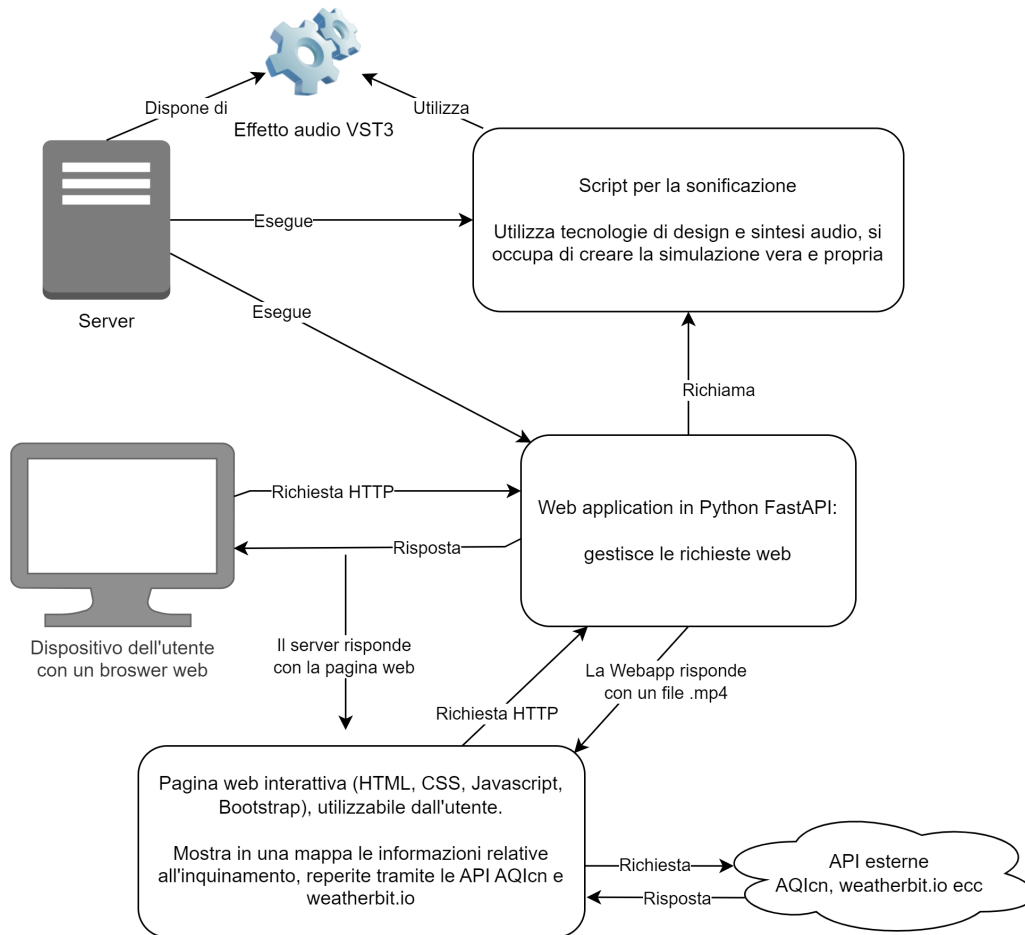 Dispone di
Utilizza
Effetto audio VST3
Script per la sonificazione
Utilizza tecnologie di design e sintesi audio, si
occupa di creare la simulazione vera e propria
Esegue
Server
Esegue
Richiama
Richiesta HTTP
Web application in Python FastAPI:
gestisce le richieste web
Risposta
Dispositivo dell'utente
con un broswer web
Il server risponde
con la pagina web
La Webapp risponde
con un file .mp4
Richiesta HTTP
Pagina web interattiva (HTML, CSS, Javascript,
Bootstrap), utilizzabile dall'utente.
Mostra in una mappa le informazioni relative
all'inquinamento, reperite tramite le API AQIcn e
weatherbit.io
Richiesta
Risposta
API esterne
AQIcn, weatherbit.io ecc